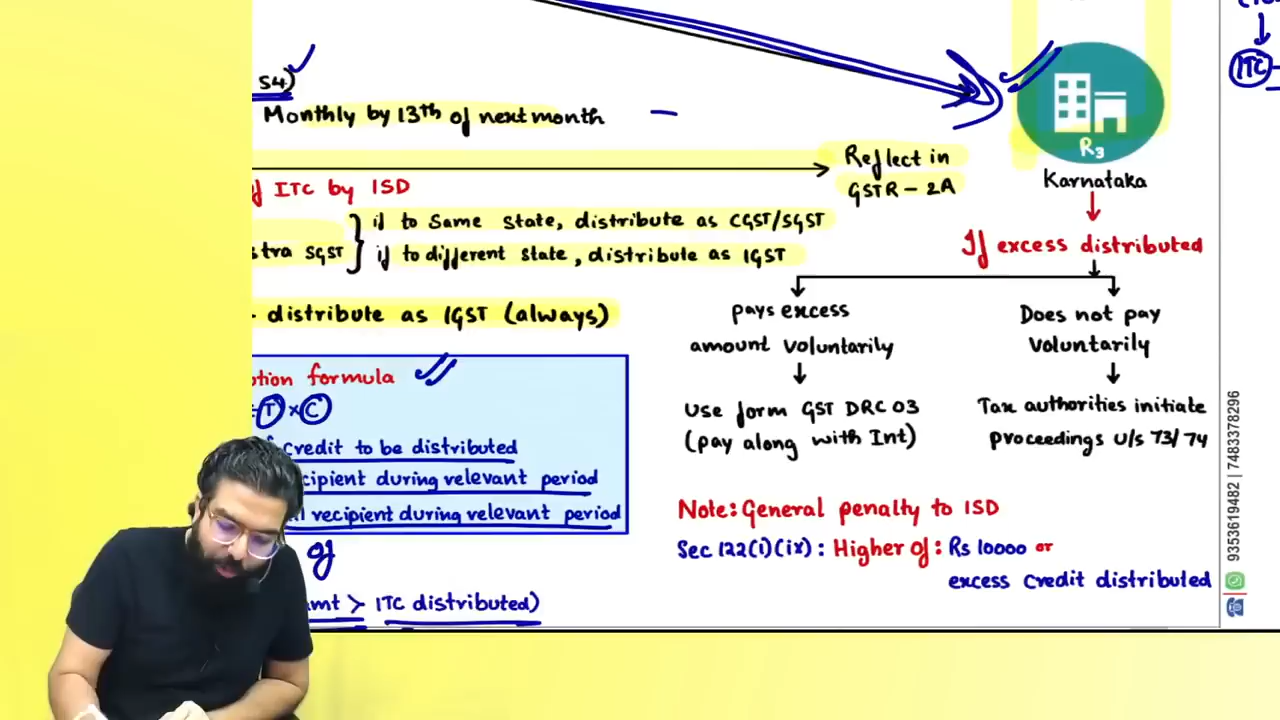 54)
Monthly by 13th of next month
Reflect in
GSTR-2A
ITC by ISD
stra SGST
if to Same State, distribute as CGST/SGST
if to different state, distribute as IGST
distribute as IGST (always)
tion formula
= T × C
Credit to be distributed
cipient during relevant period
recipient during relevant period
of
amt > ITC distributed)
R3
Karnataka
If excess distributed
pays excess
amount voluntarily
Does not pay
Voluntarily
Use form GST DRC 03
(pay along with Int)
Tax authorities initiate
proceedings u/s 73/74
Note: General penalty to ISD
Sec 122(1)(ix): Higher of: Rs 10000 or
excess credit distributed
9353619482 | 7483378296
ITC